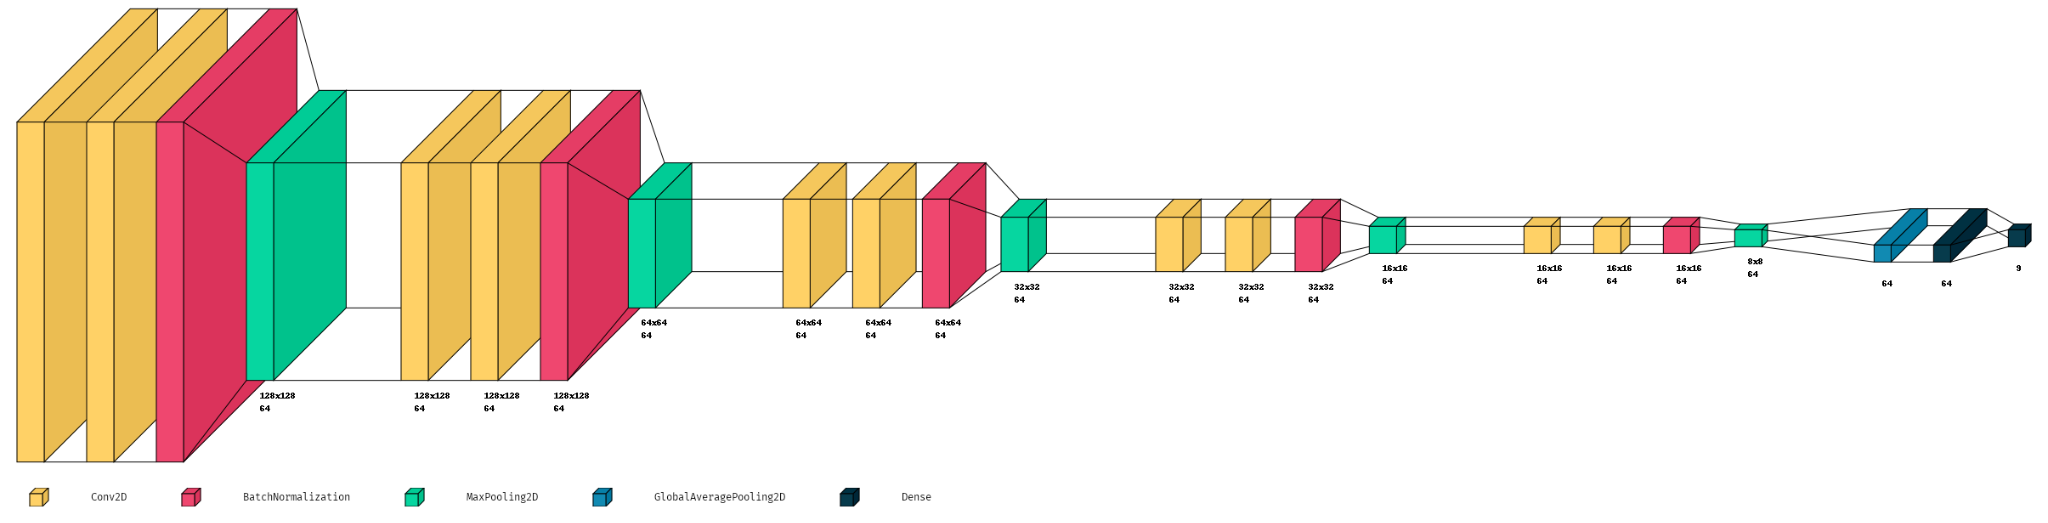 128x128
64
128x128
64
128x128
64
128x128
64
64x64
64
64x64
64
64x64
64
64x64
64
32x32
64
32x32
64
32x32
64
32x32
64
16x16
64
16x16
64
16x16
64
16x16
64
8x8
64
64
64
9
Conv2D
BatchNormalization
MaxPooling2D
GlobalAveragePooling2D
Dense